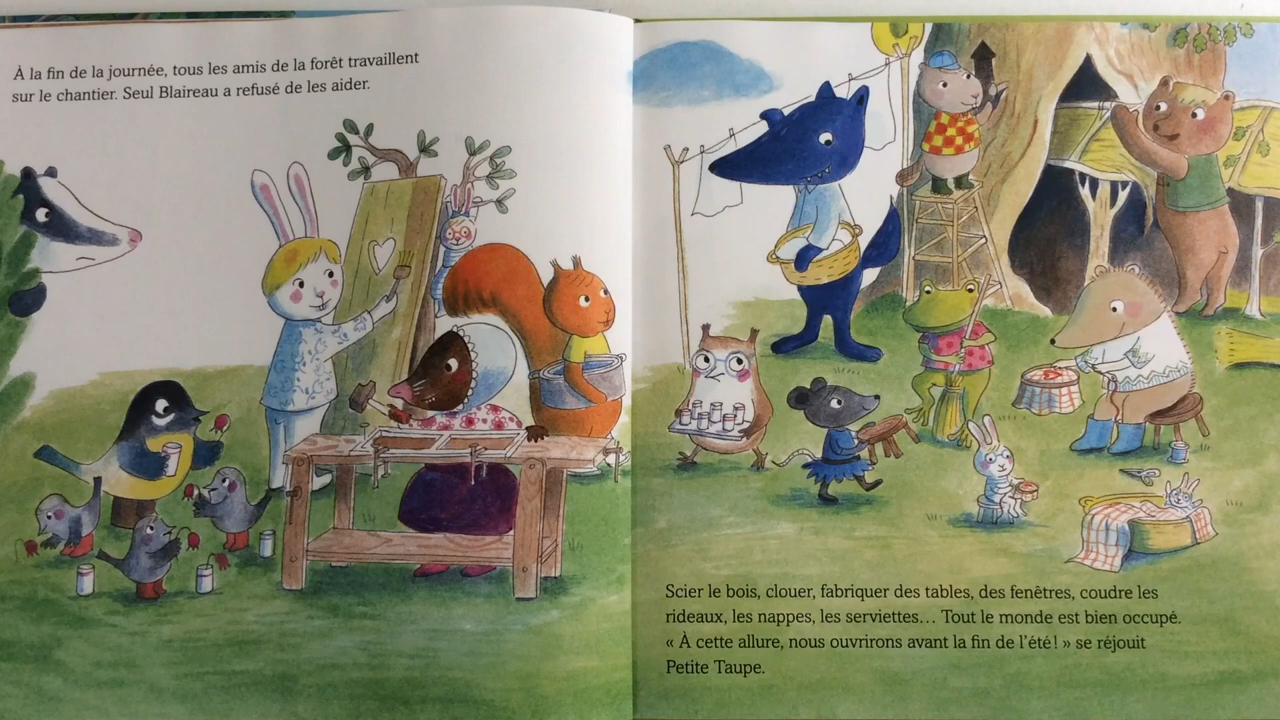 À la fin de la journée, tous les amis de la forêt travaillent
sur le chantier. Seul Blaireau a refusé de les aider.
Scier le bois, clouer, fabriquer des tables, des fenêtres, coudre les
rideaux, les nappes, les serviettes… Tout le monde est bien occupé.
« À cette allure, nous ouvrirons avant la fin de l'été ! » se réjouit
Petite Taupe.